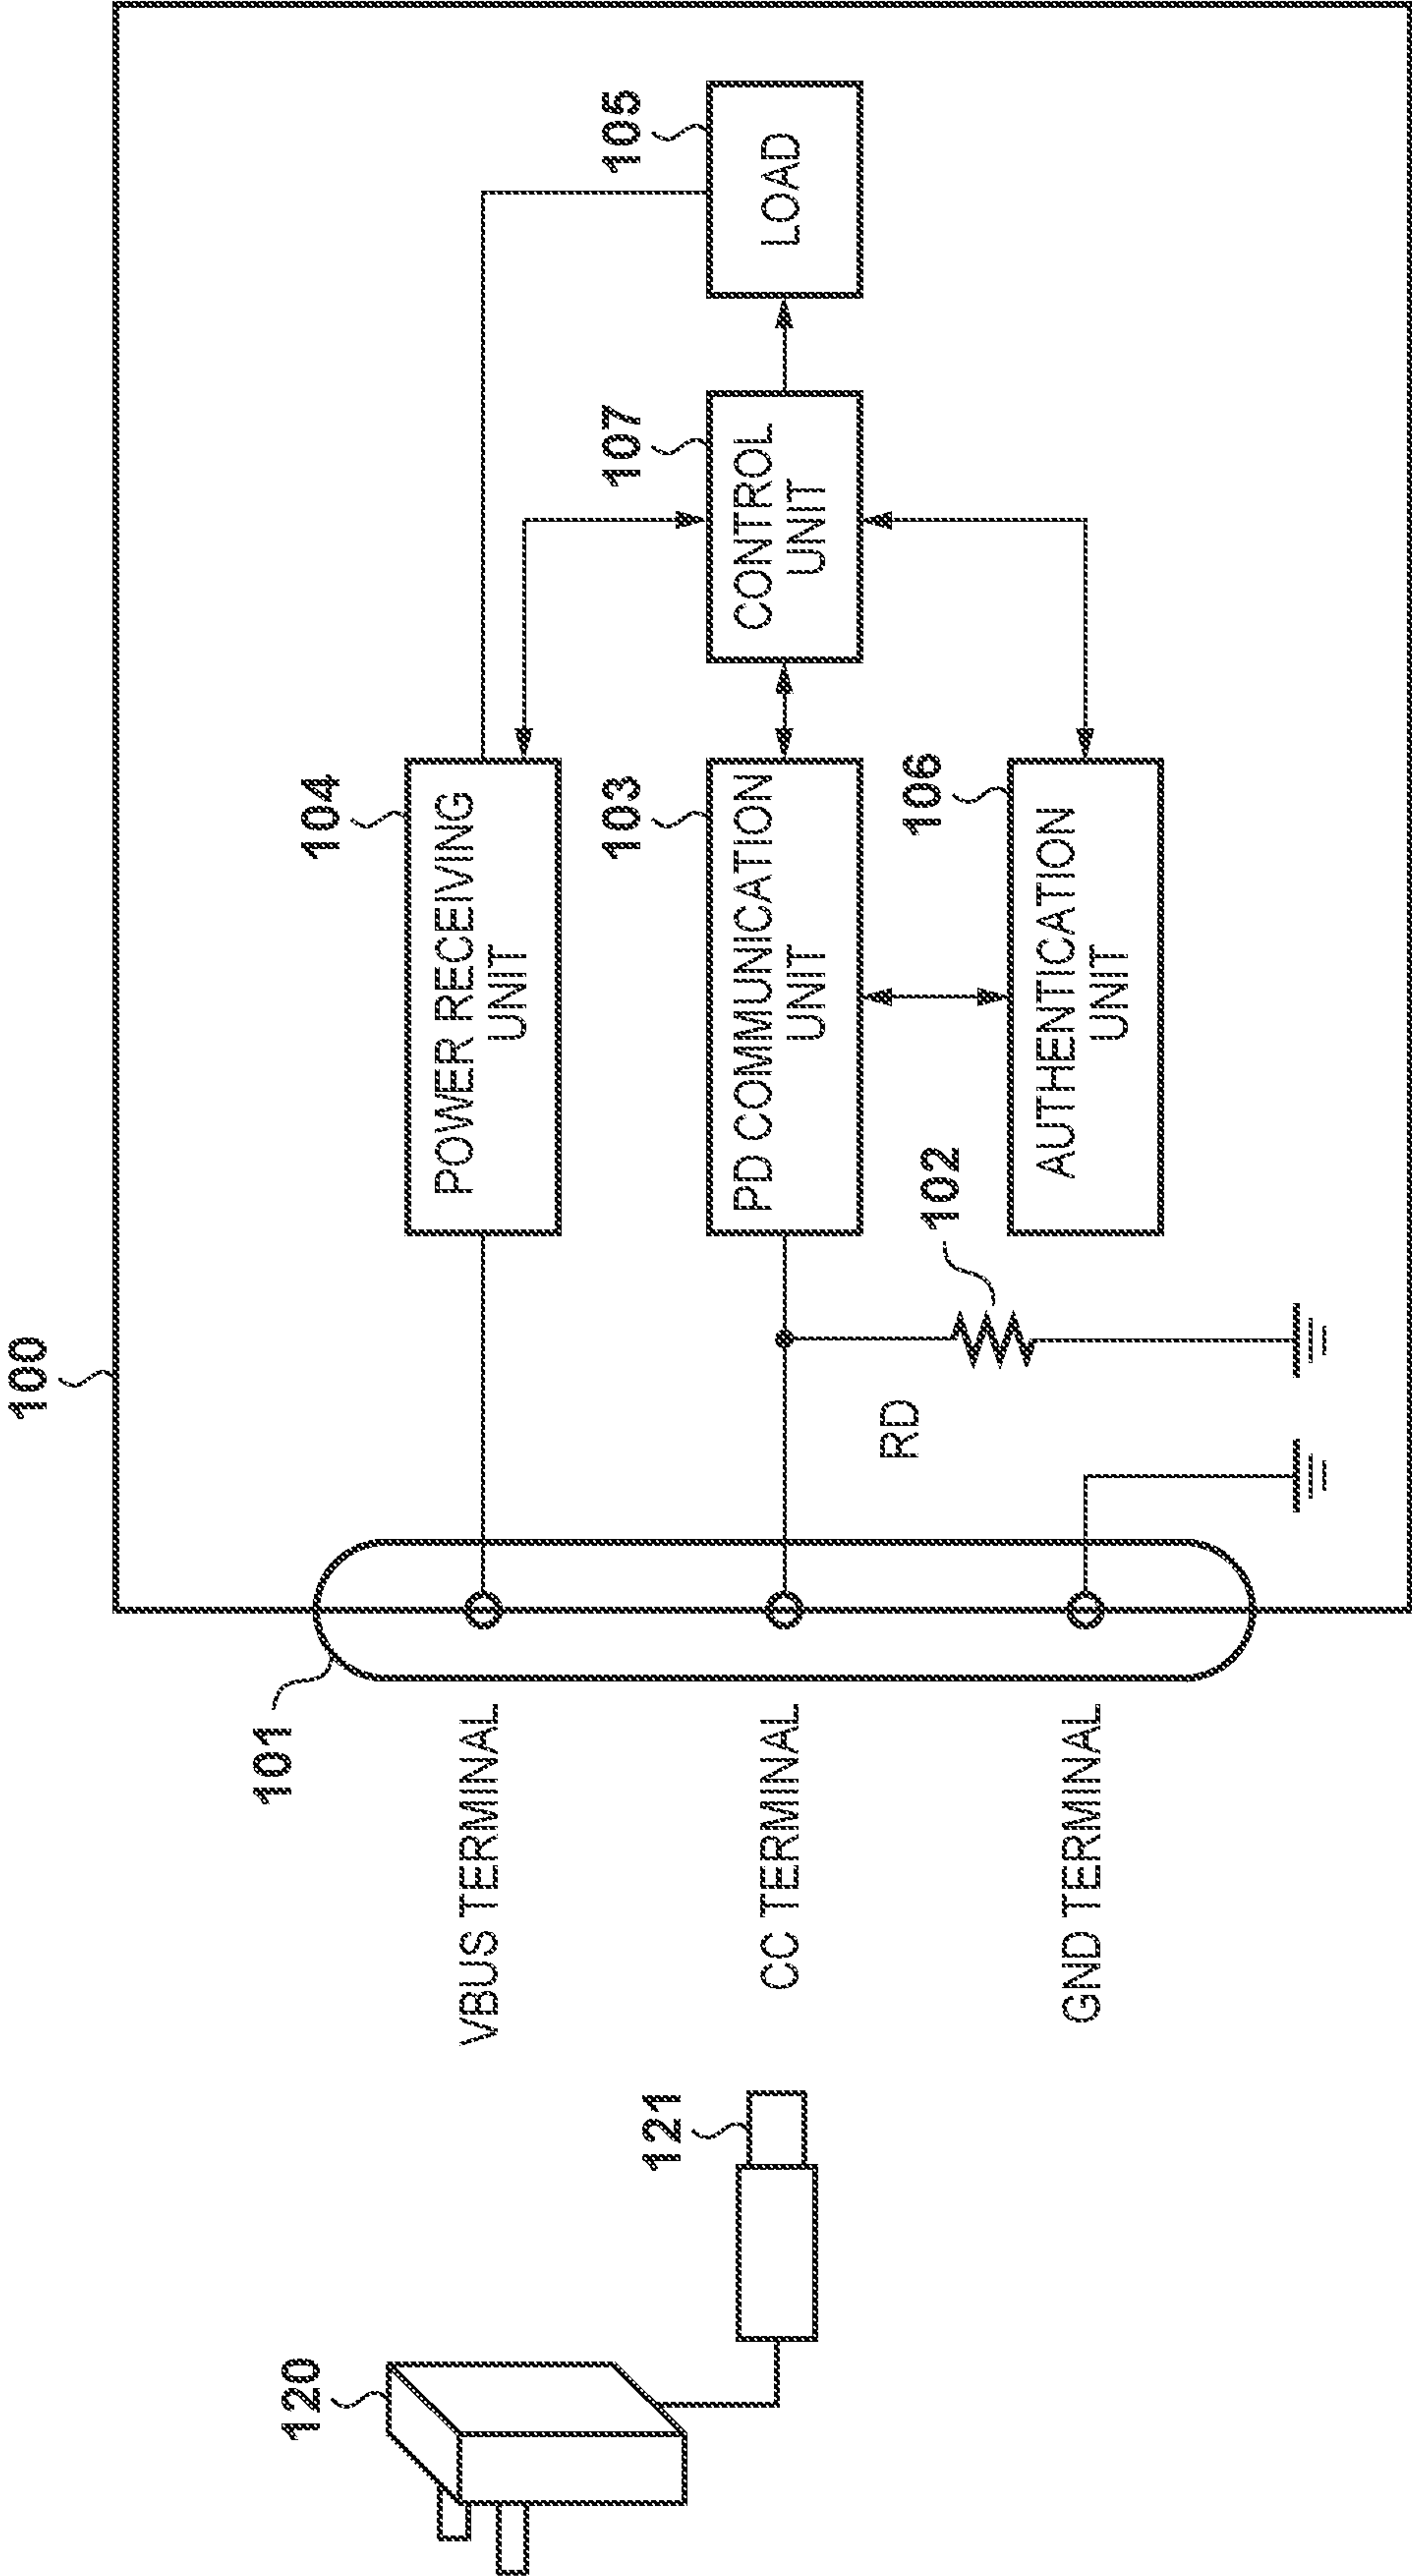 100
120
121
101
VBUS TERMINAL
CC TERMINAL
GND TERMINAL
RD
102
104
POWER RECEIVING
UNIT
103
PD COMMUNICATION
UNIT
106
AUTHENTICATION
UNIT
107
CONTROL
UNIT
105
LOAD